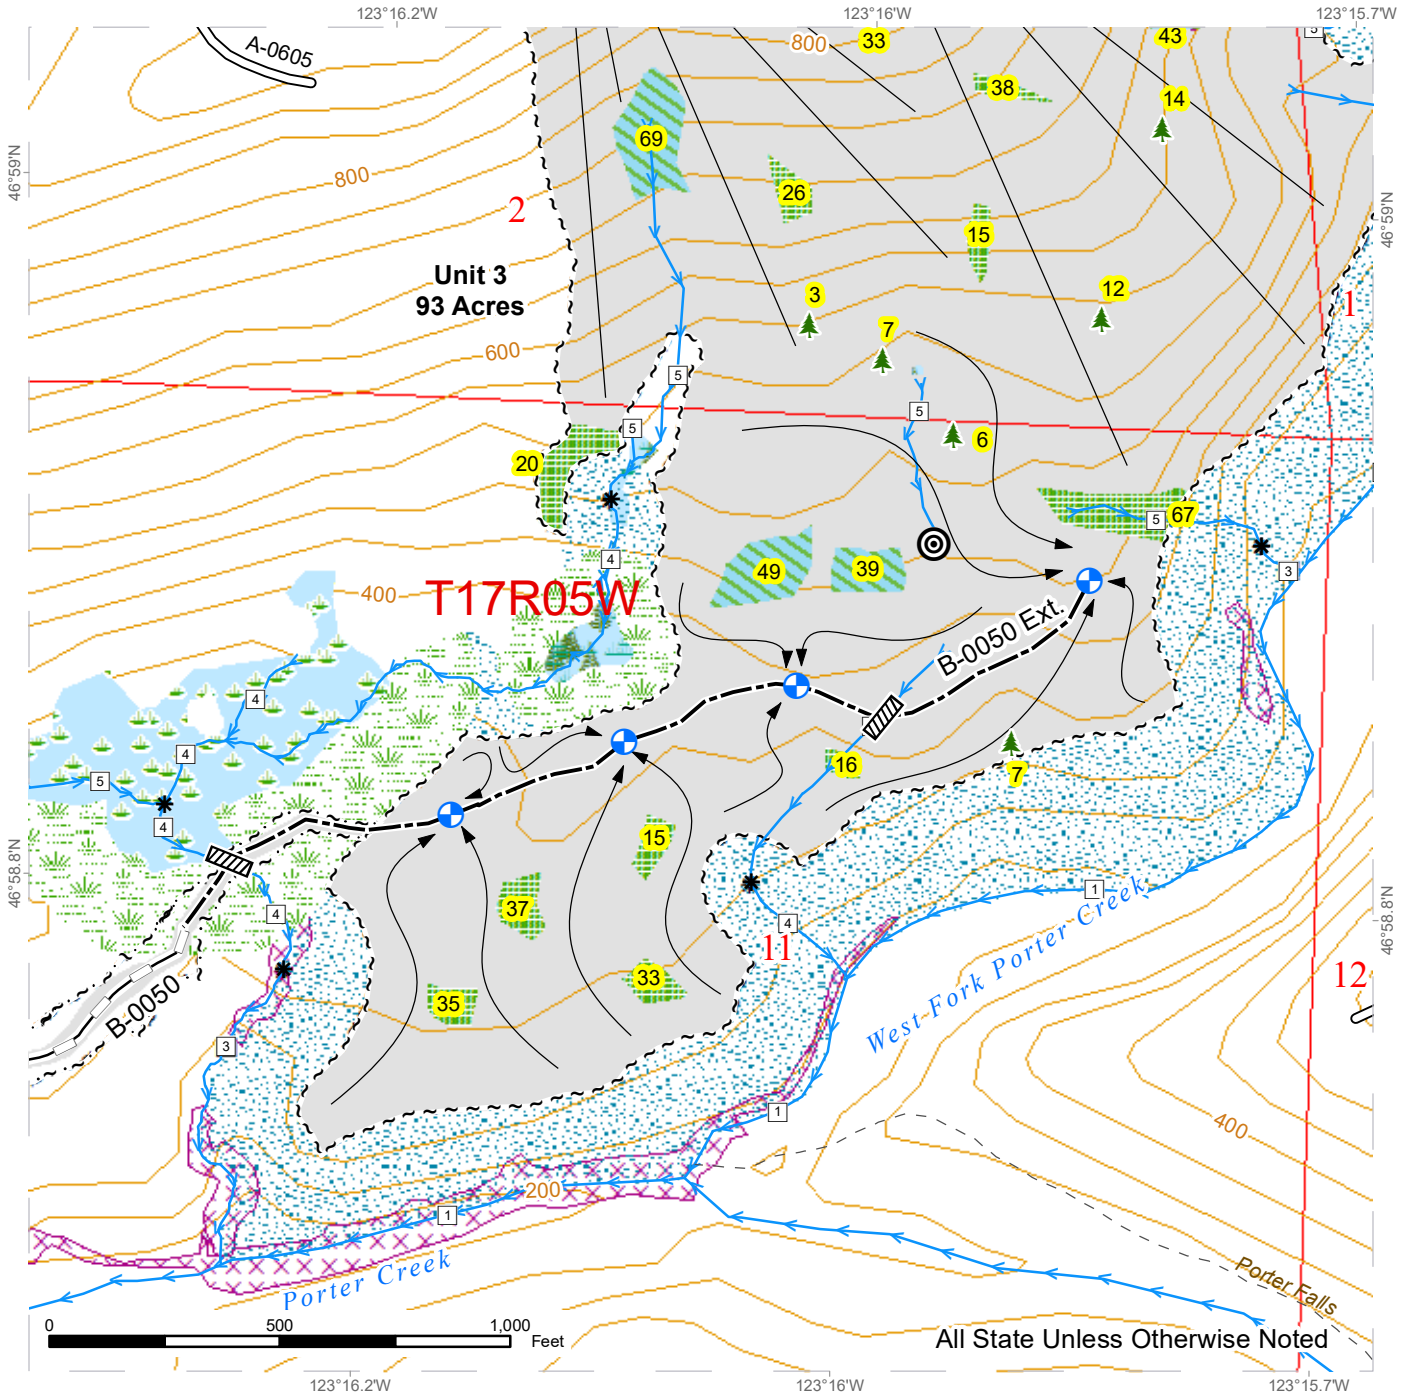 123°16.2'W
123°16'W
123°15.7'W
A-0605
800
33
43
5
38
14
69
46°59'N
800
26
46°59'N
2
15
Unit 3
93 Acres
3
12
1
7
600
5
5
5
6
20
67
5
4
49
39
3
400
T17R05W
B-0050 Ext.
4
4
5
16
7
4
15
46°58.8'N
1
37
4
4
11
46°58.8'N
West Fork Porter Creek
12
33
35
B-0050
3
1
400
200
1
Porter Creek
Porter Falls
0
500
1,000
Feet
All State Unless Otherwise Noted
123°16.2'W
123°16'W
123°15.7'W